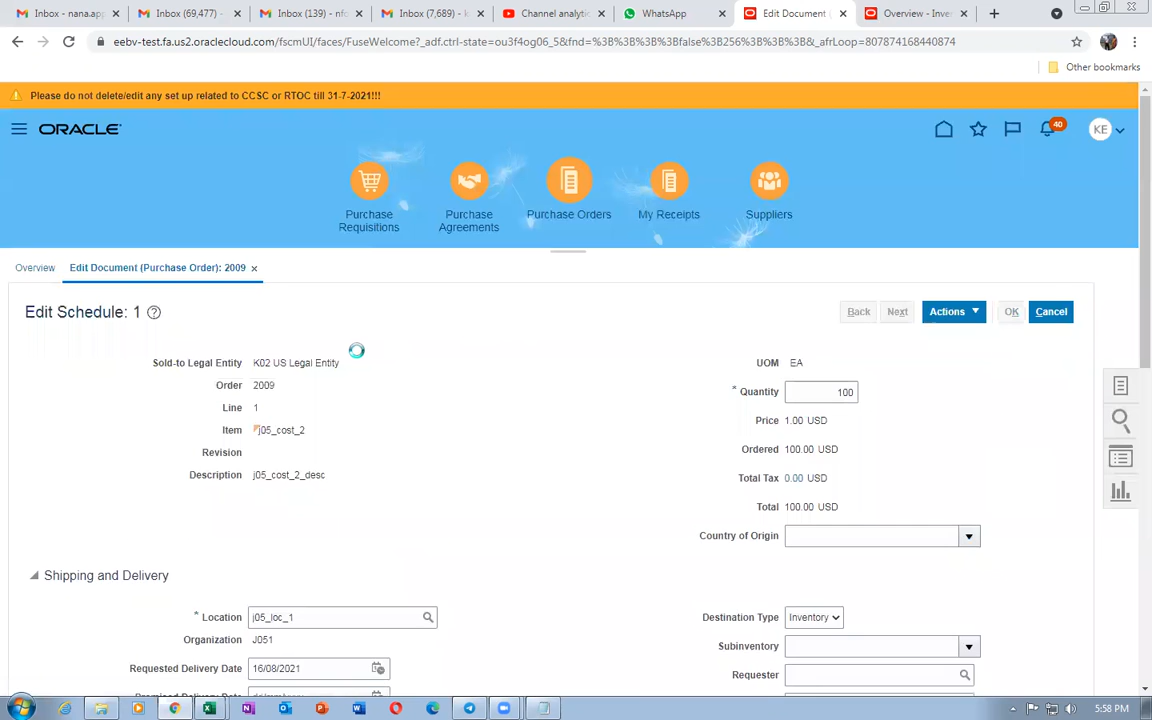 Inbox - nana.app
Inbox (69,477) -
Inbox (139) - nfo
Inbox (7,689) - k
Channel analytic
WhatsApp
Edit Document (
Overview - Inve
eebv-test.fa.us2.oraclecloud.com/fscmUI/faces/FuseWelcome?_adf.ctrl-state=ou3f4og06_5&fnd=%3B%3B%3B%3Bfalse%3B256%3B%3B%3B&_afrLoop=807874168440874
Other bookmarks
Please do not delete/edit any set up related to CCSC or RTOC till 31-7-2021!!!
ORACLE
40
KE
Purchase Requisitions
Purchase Agreements
Purchase Orders
My Receipts
Suppliers
Overview
Edit Document (Purchase Order): 2009 ×
Edit Schedule: 1
Back
Next
Actions
OK
Cancel
Sold-to Legal Entity K02 US Legal Entity
Order 2009
Line 1
Item j05_cost_2
Revision
Description j05_cost_2_desc
UOM EA
* Quantity 100
Price 1.00 USD
Ordered 100.00 USD
Total Tax 0.00 USD
Total 100.00 USD
Country of Origin
Shipping and Delivery
* Location j05_loc_1
Organization J051
Requested Delivery Date 16/08/2021
Destination Type Inventory
Subinventory
Requester
5:58 PM